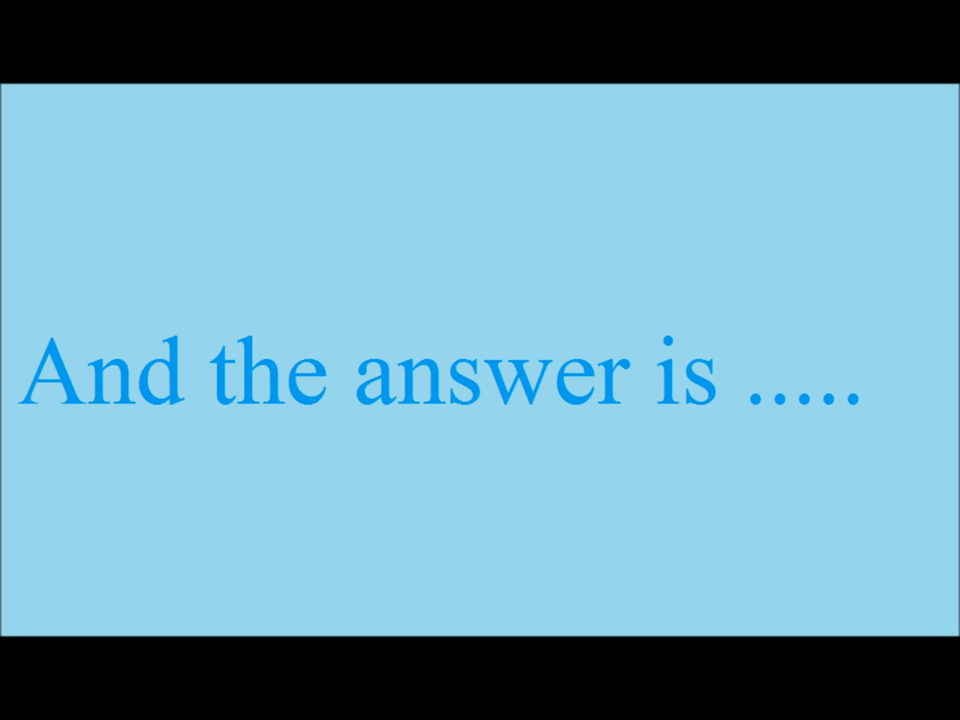 And the answer is .....